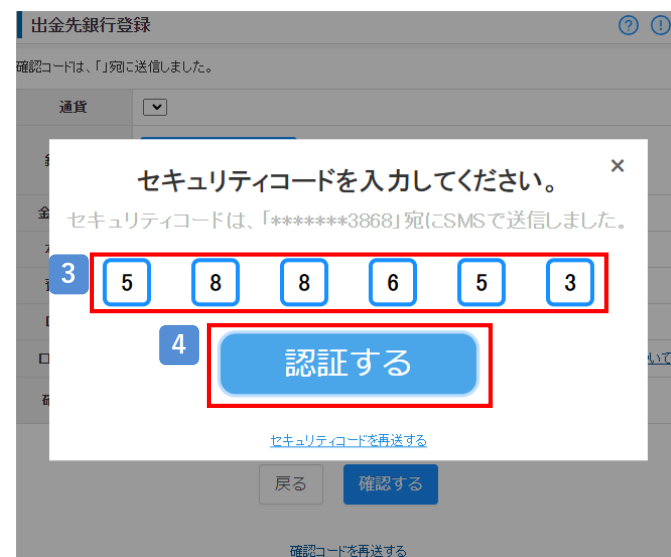 出金先銀行登録
確認コードは、「」宛に送信しました。
通貨
セキュリティコードを入力してください。
×
セキュリティコードは、「*******3868」宛にSMSで送信しました。
3
5 8 8 6 5 3
4
認証する
セキュリティコードを再送する
戻る 確認する
確認コードを再送する